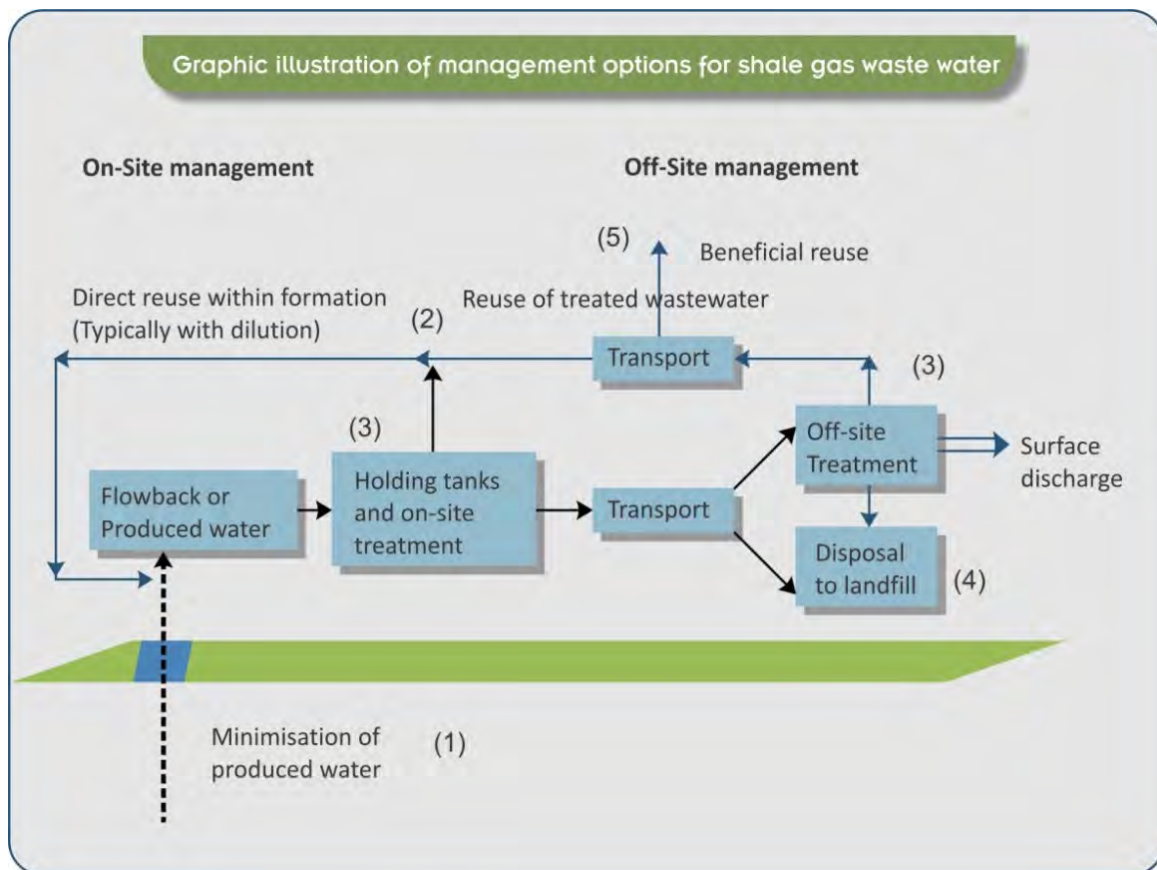 Graphic illustration of management options for shale gas waste water
On-Site management
Off-Site management
(5)
Beneficial reuse
Direct reuse within formation
(Typically with dilution)
(2)
Reuse of treated wastewater
Transport
(3)
(3)
Off-site
Treatment
Surface
discharge
Flowback or
Produced water
Holding tanks
and on-site
treatment
Transport
Disposal
to landfill
(4)
Minimisation of
produced water
(1)